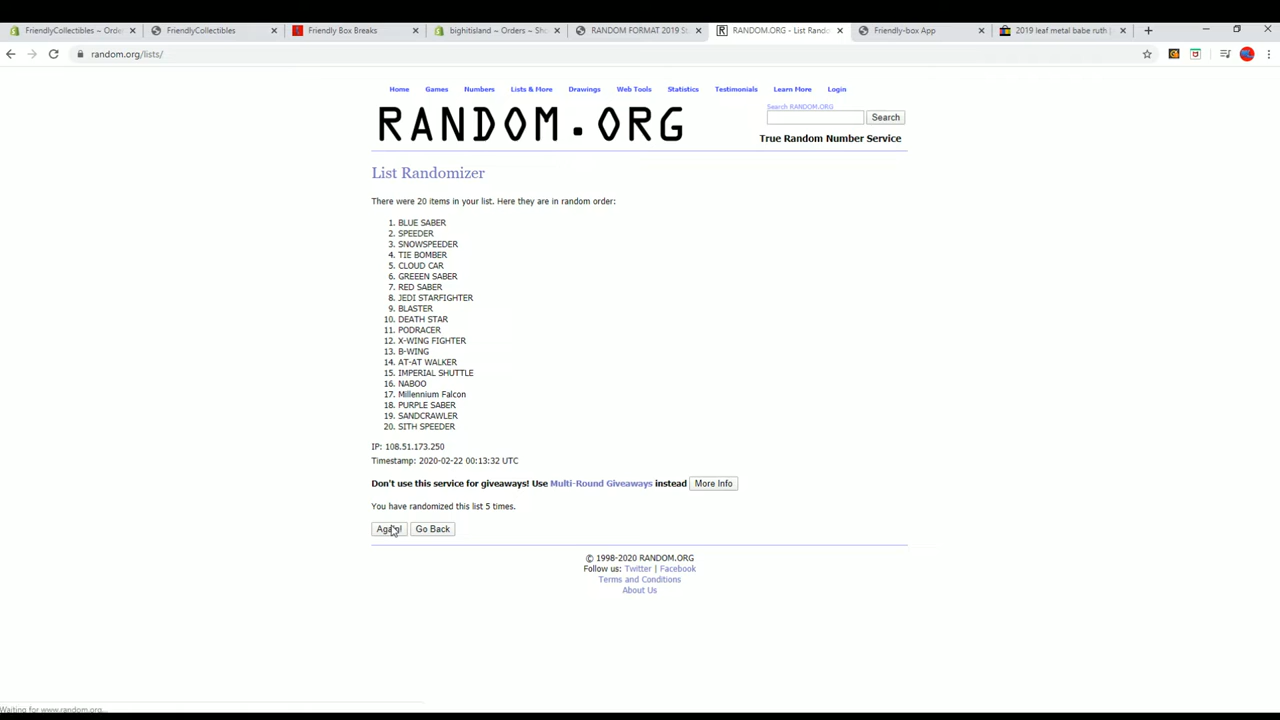 FriendlyCollectibles ~ Orde
FriendlyCollectibles
Friendly Box Breaks
bighitisland ~ Orders ~ Sho
RANDOM FORMAT 2019 S
RANDOM.ORG - List Rando
Friendly-box App
2019 leaf metal babe ruth
random.org/lists/
Home Games Numbers Lists & More Drawings Web Tools Statistics Testimonials Learn More Login
RANDOM.ORG
Search RANDOM.ORG
Search
True Random Number Service
List Randomizer
There were 20 items in your list. Here they are in random order:
1. BLUE SABER
2. SPEEDER
3. SNOWSPEEDER
4. TIE BOMBER
5. CLOUD CAR
6. GREEEN SABER
7. RED SABER
8. JEDI STARFIGHTER
9. BLASTER
10. DEATH STAR
11. PODRACER
12. X-WING FIGHTER
13. B-WING
14. AT-AT WALKER
15. IMPERIAL SHUTTLE
16. NABOO
17. Millennium Falcon
18. PURPLE SABER
19. SANDCRAWLER
20. SITH SPEEDER
IP: 108.51.173.250
Timestamp: 2020-02-22 00:13:32 UTC
Don't use this service for giveaways! Use Multi-Round Giveaways instead More Info
You have randomized this list 5 times.
Again! Go Back
© 1998-2020 RANDOM.ORG
Follow us: Twitter | Facebook
Terms and Conditions
About Us
Waiting for www.random.org...